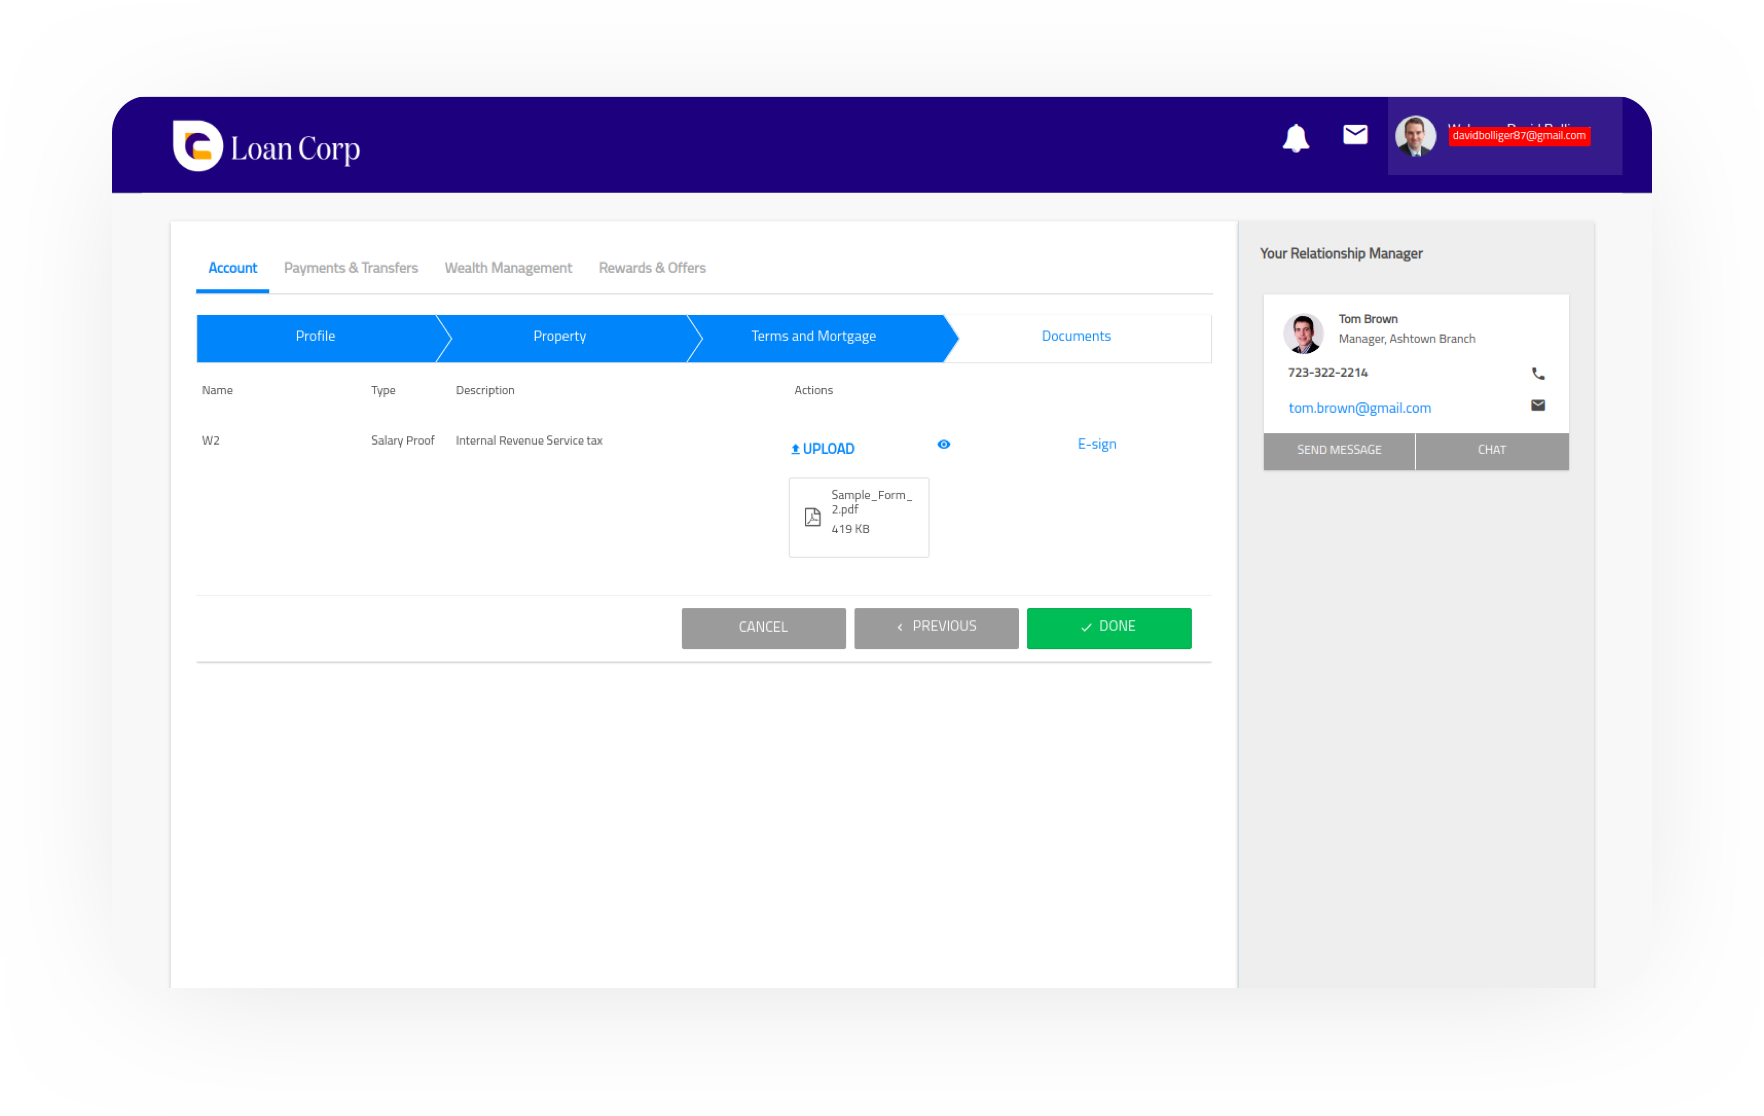 Loan Corp
davidbolliger87@gmail.com
Account Payments & Transfers Wealth Management Rewards & Offers
Profile Property Terms and Mortgage Documents
Name Type Description Actions
W2 Salary Proof Internal Revenue Service tax UPLOAD E-sign
Sample_Form_
2.pdf
419 KB
CANCEL PREVIOUS DONE
Your Relationship Manager
Tom Brown
Manager, Ashtown Branch
723-322-2214
tom.brown@gmail.com
SEND MESSAGE CHAT